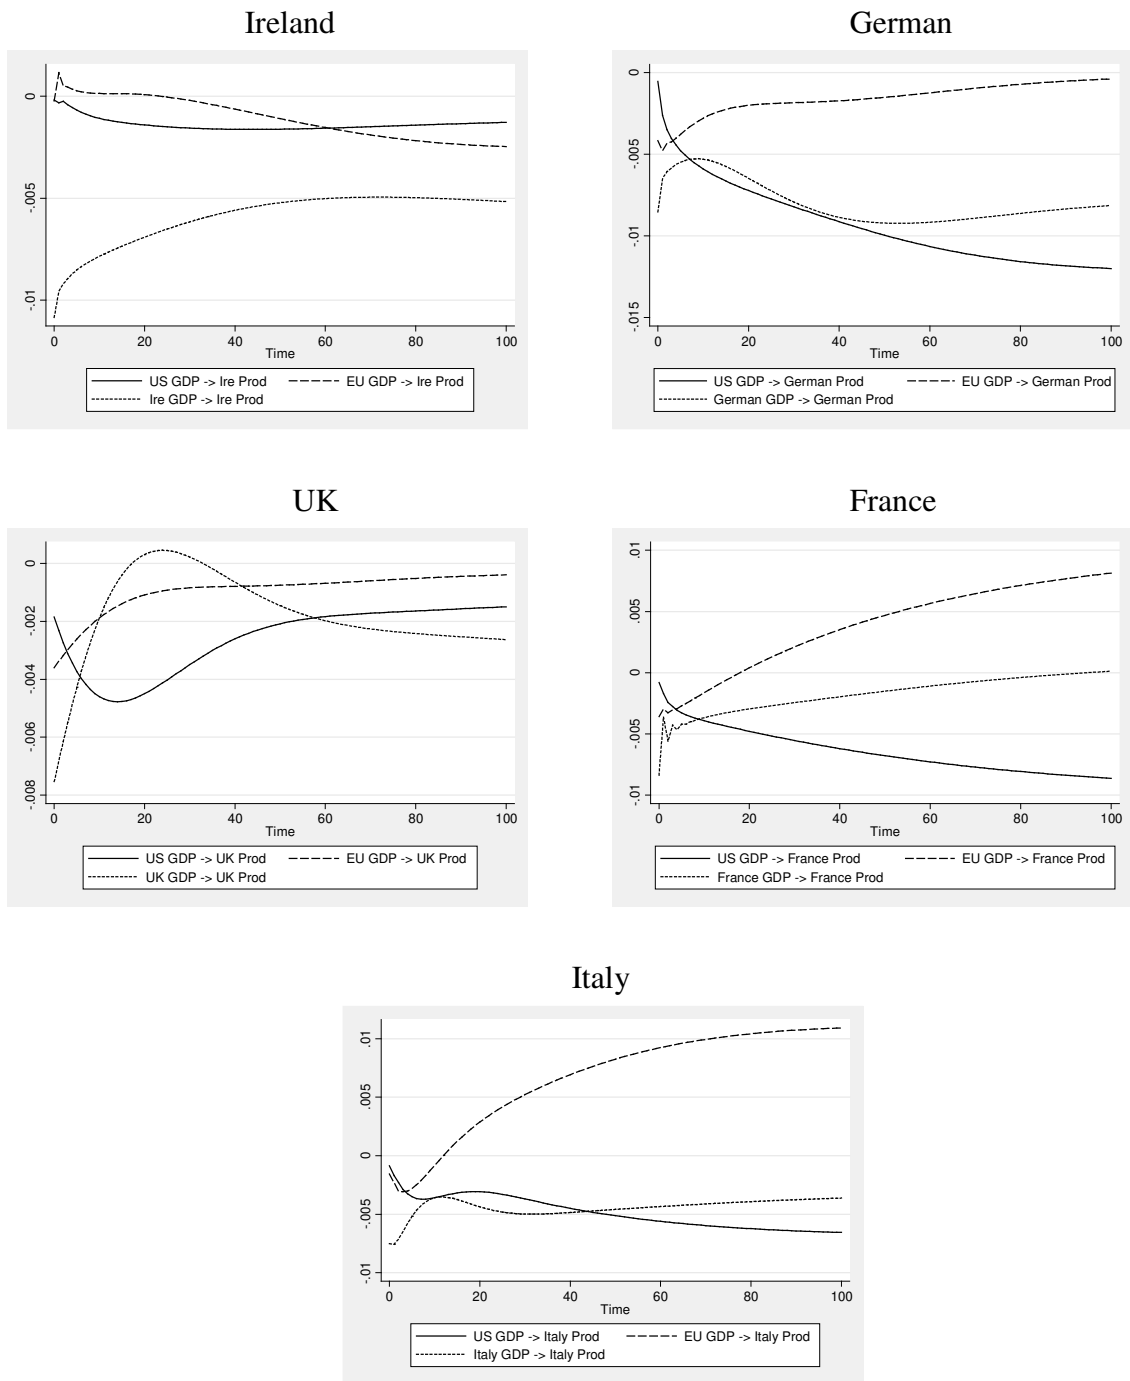 Ireland
German
0
-.005
-.01
0 20 40 60 80 100
Time
US GDP -> Ire Prod EU GDP -> Ire Prod
Ire GDP -> Ire Prod
0
-.005
-.01
-.015
0 20 40 60 80 100
Time
US GDP -> German Prod EU GDP -> German Prod
German GDP -> German Prod
UK
France
0
-.002
-.004
-.006
-.008
0 20 40 60 80 100
Time
US GDP -> UK Prod EU GDP -> UK Prod
UK GDP -> UK Prod
.01
.005
0
-.005
-.01
0 20 40 60 80 100
Time
US GDP -> France Prod EU GDP -> France Prod
France GDP -> France Prod
Italy
.01
.005
0
-.005
-.01
0 20 40 60 80 100
Time
US GDP -> Italy Prod EU GDP -> Italy Prod
Italy GDP -> Italy Prod